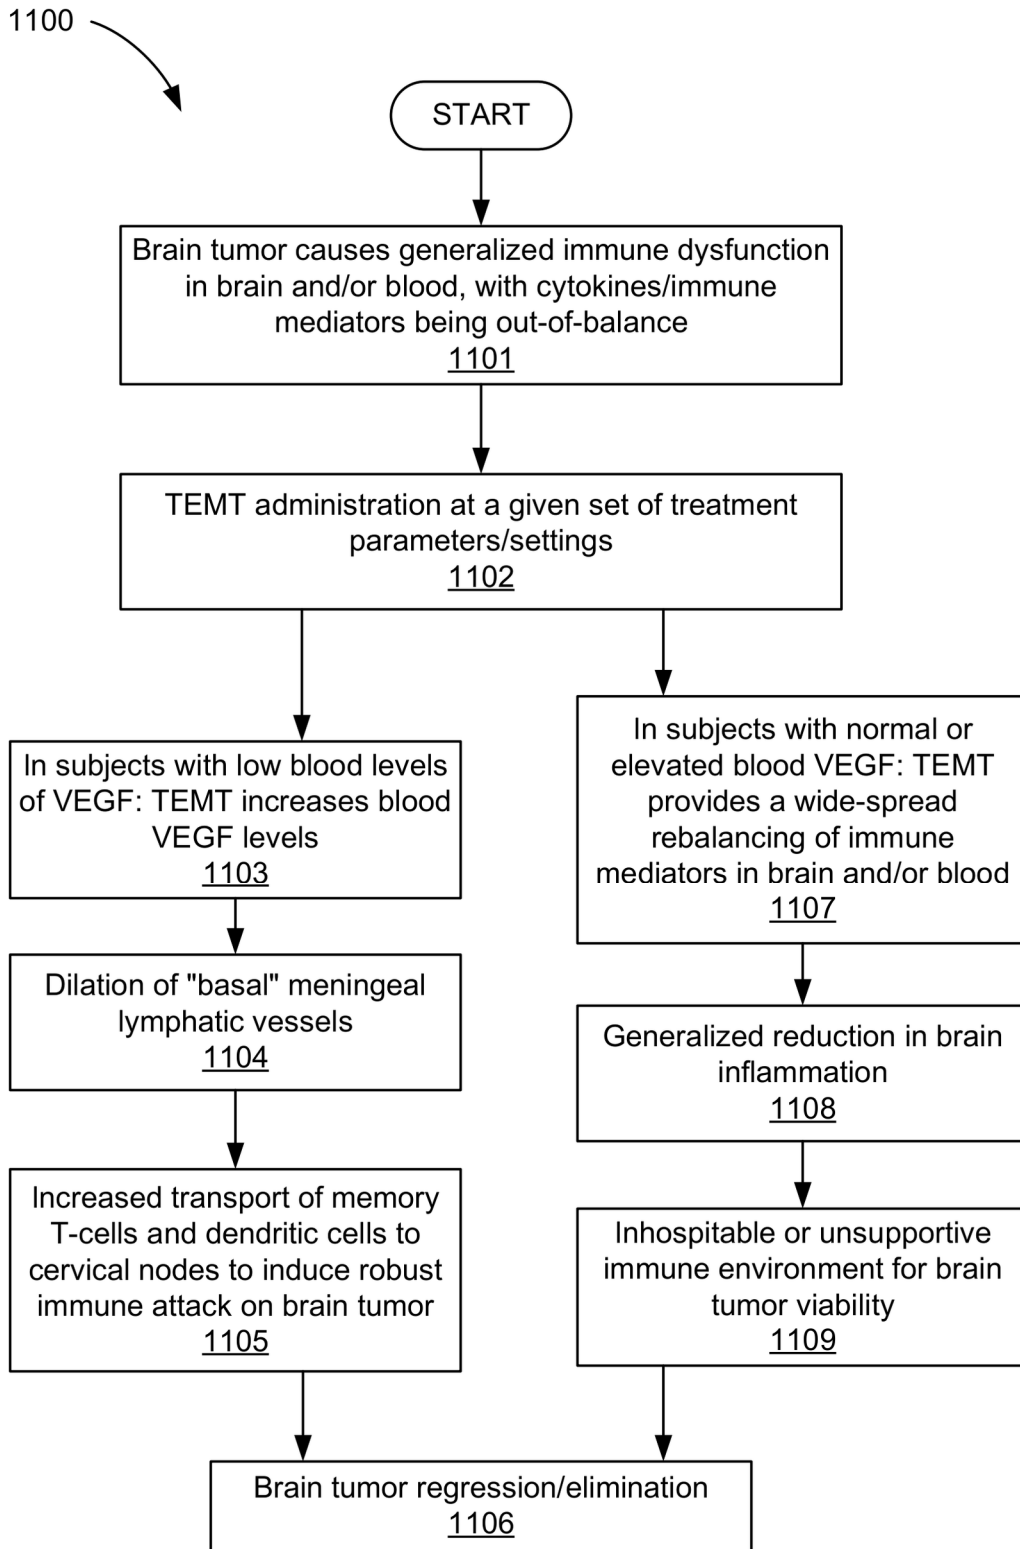 1100
START
Brain tumor causes generalized immune dysfunction
in brain and/or blood, with cytokines/immune
mediators being out-of-balance
1101
TEMT administration at a given set of treatment
parameters/settings
1102
In subjects with low blood levels
of VEGF: TEMT increases blood
VEGF levels
1103
Dilation of "basal" meningeal
lymphatic vessels
1104
Increased transport of memory
T-cells and dendritic cells to
cervical nodes to induce robust
immune attack on brain tumor
1105
In subjects with normal or
elevated blood VEGF: TEMT
provides a wide-spread
rebalancing of immune
mediators in brain and/or blood
1107
Generalized reduction in brain
inflammation
1108
Inhospitable or unsupportive
immune environment for brain
tumor viability
1109
Brain tumor regression/elimination
1106